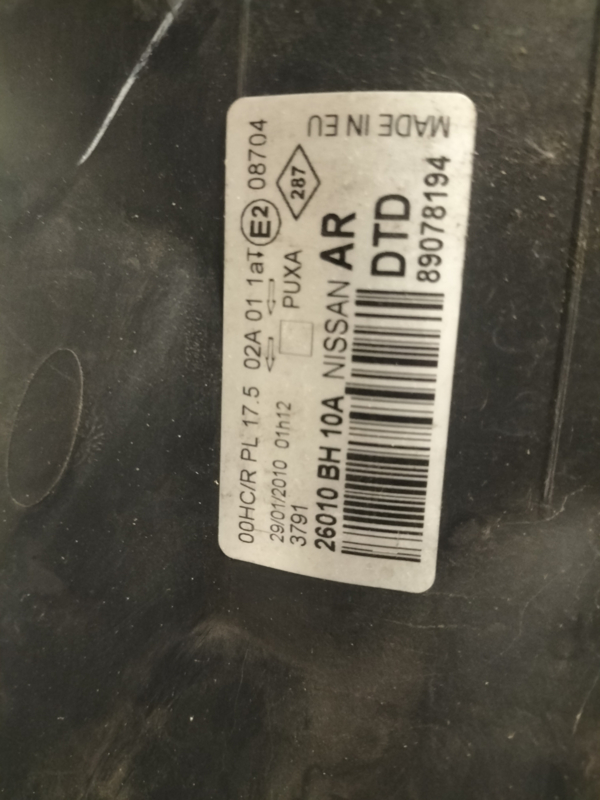 00HC/R PL 17.5 02A 01 1aT E2 08704
29/01/2010 01h12 PUXA 287
3791
26010 BH 10A NISSAN AR
DTD
89078194
MADE IN EU